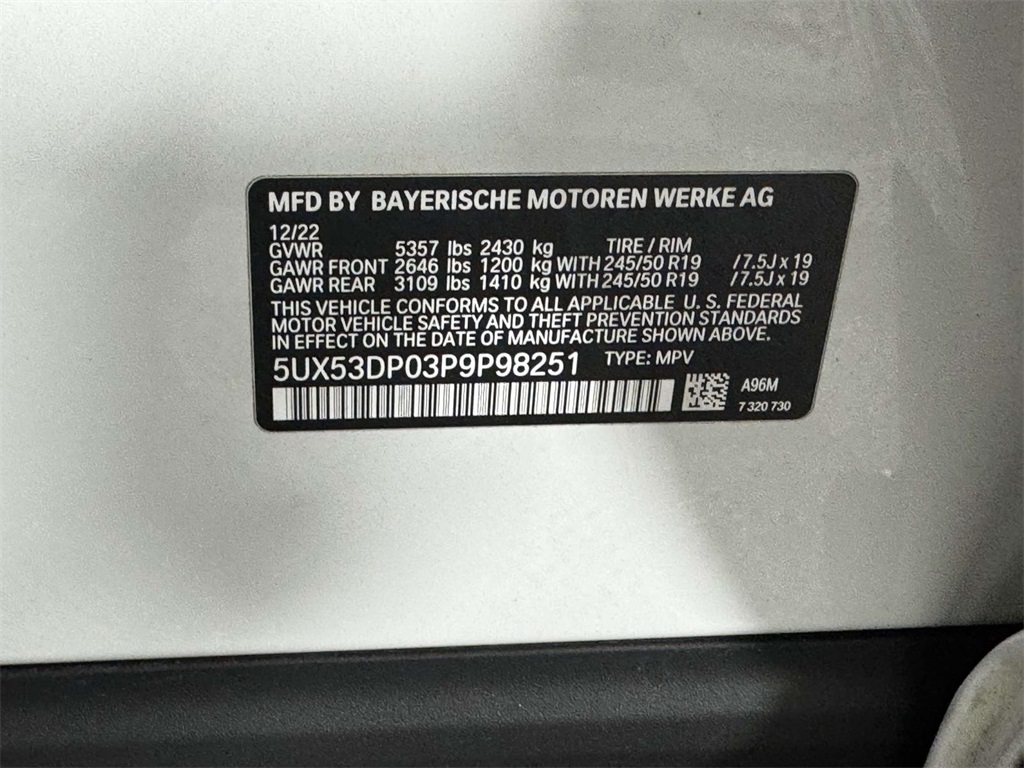 MFD BY BAYERISCHE MOTOREN WERKE AG
12/22
GVWR 5357 lbs 2430 kg TIRE / RIM
GAWR FRONT 2646 lbs 1200 kg WITH 245/50 R19 /7.5J x 19
GAWR REAR 3109 lbs 1410 kg WITH 245/50 R19 /7.5J x 19
THIS VEHICLE CONFORMS TO ALL APPLICABLE U. S. FEDERAL
MOTOR VEHICLE SAFETY AND THEFT PREVENTION STANDARDS
IN EFFECT ON THE DATE OF MANUFACTURE SHOWN ABOVE.
5UX53DP03P9P98251 TYPE: MPV
A96M
7 320 730